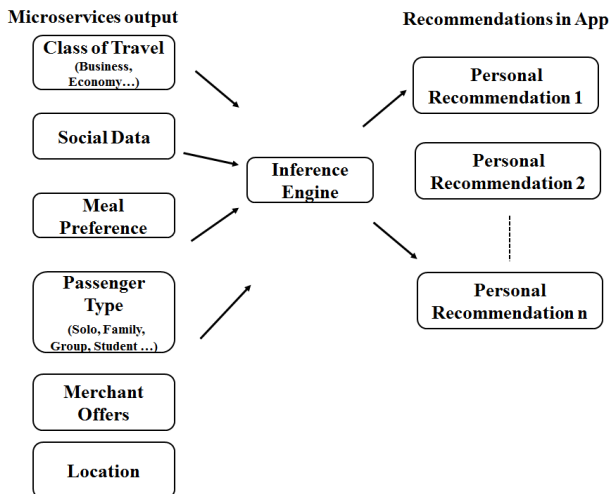 Microservices output
Class of Travel
(Business,
Economy…)
Social Data
Meal
Preference
Passenger
Type
(Solo, Family,
Group, Student …)
Merchant
Offers
Location
Inference
Engine
Recommendations in App
Personal
Recommendation 1
Personal
Recommendation 2
Personal
Recommendation n